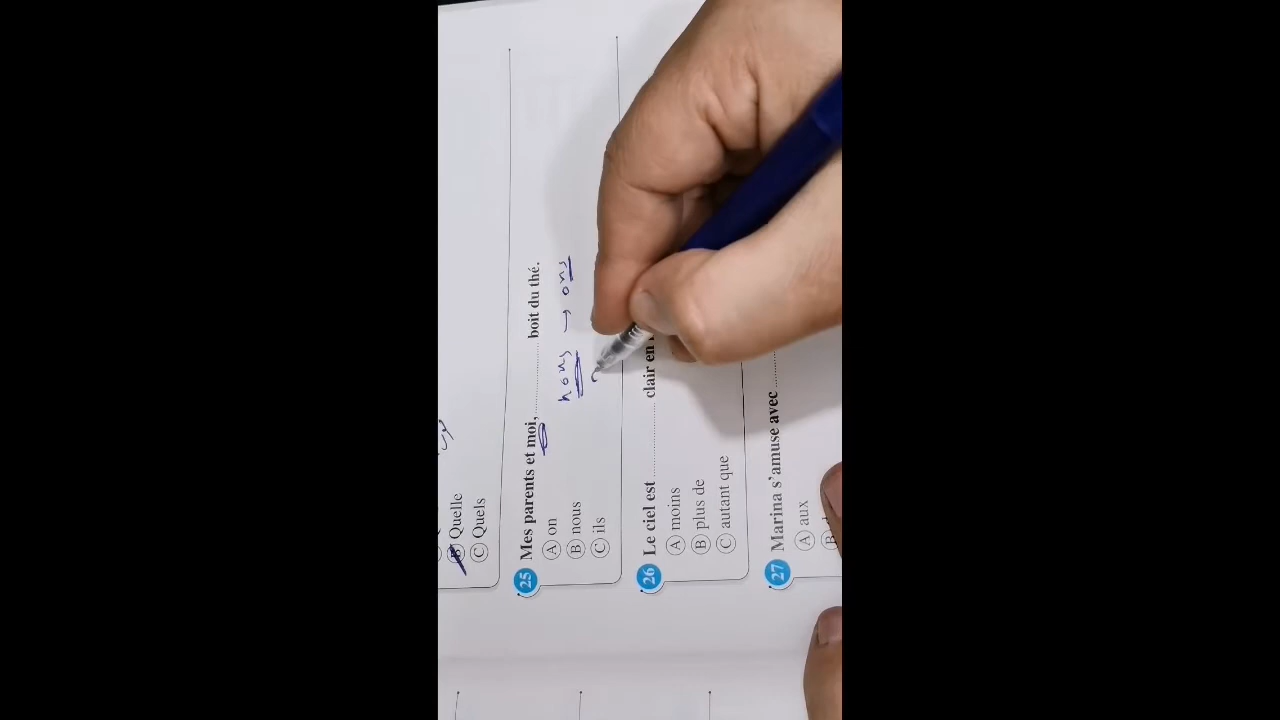 Quelle
C Quels
25 Mes parents et moi, .................... boit du thé.
nous → ons
A on
B nous
C ils
26 Le ciel est .................... clair en
A moins
B plus de
C autant que
27 Marina s'amuse avec ..........
A aux
B